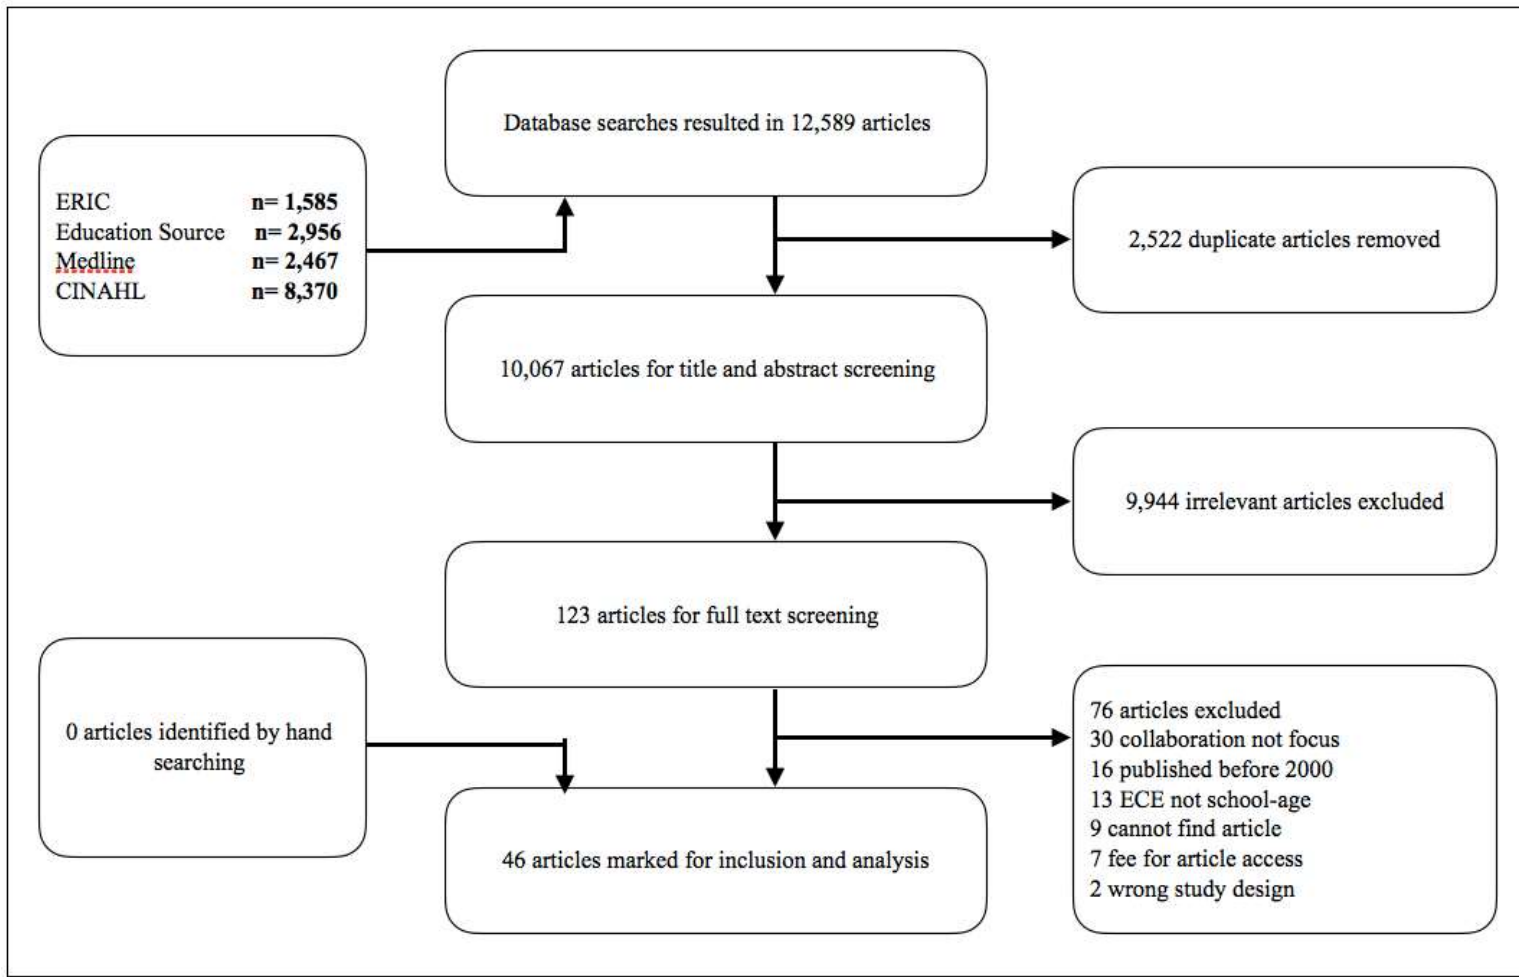 Database searches resulted in 12,589 articles
ERIC n= 1,585
Education Source n= 2,956
Medline n= 2,467
CINAHL n= 8,370
2,522 duplicate articles removed
10,067 articles for title and abstract screening
9,944 irrelevant articles excluded
123 articles for full text screening
0 articles identified by hand
searching
76 articles excluded
30 collaboration not focus
16 published before 2000
13 ECE not school-age
9 cannot find article
7 fee for article access
2 wrong study design
46 articles marked for inclusion and analysis